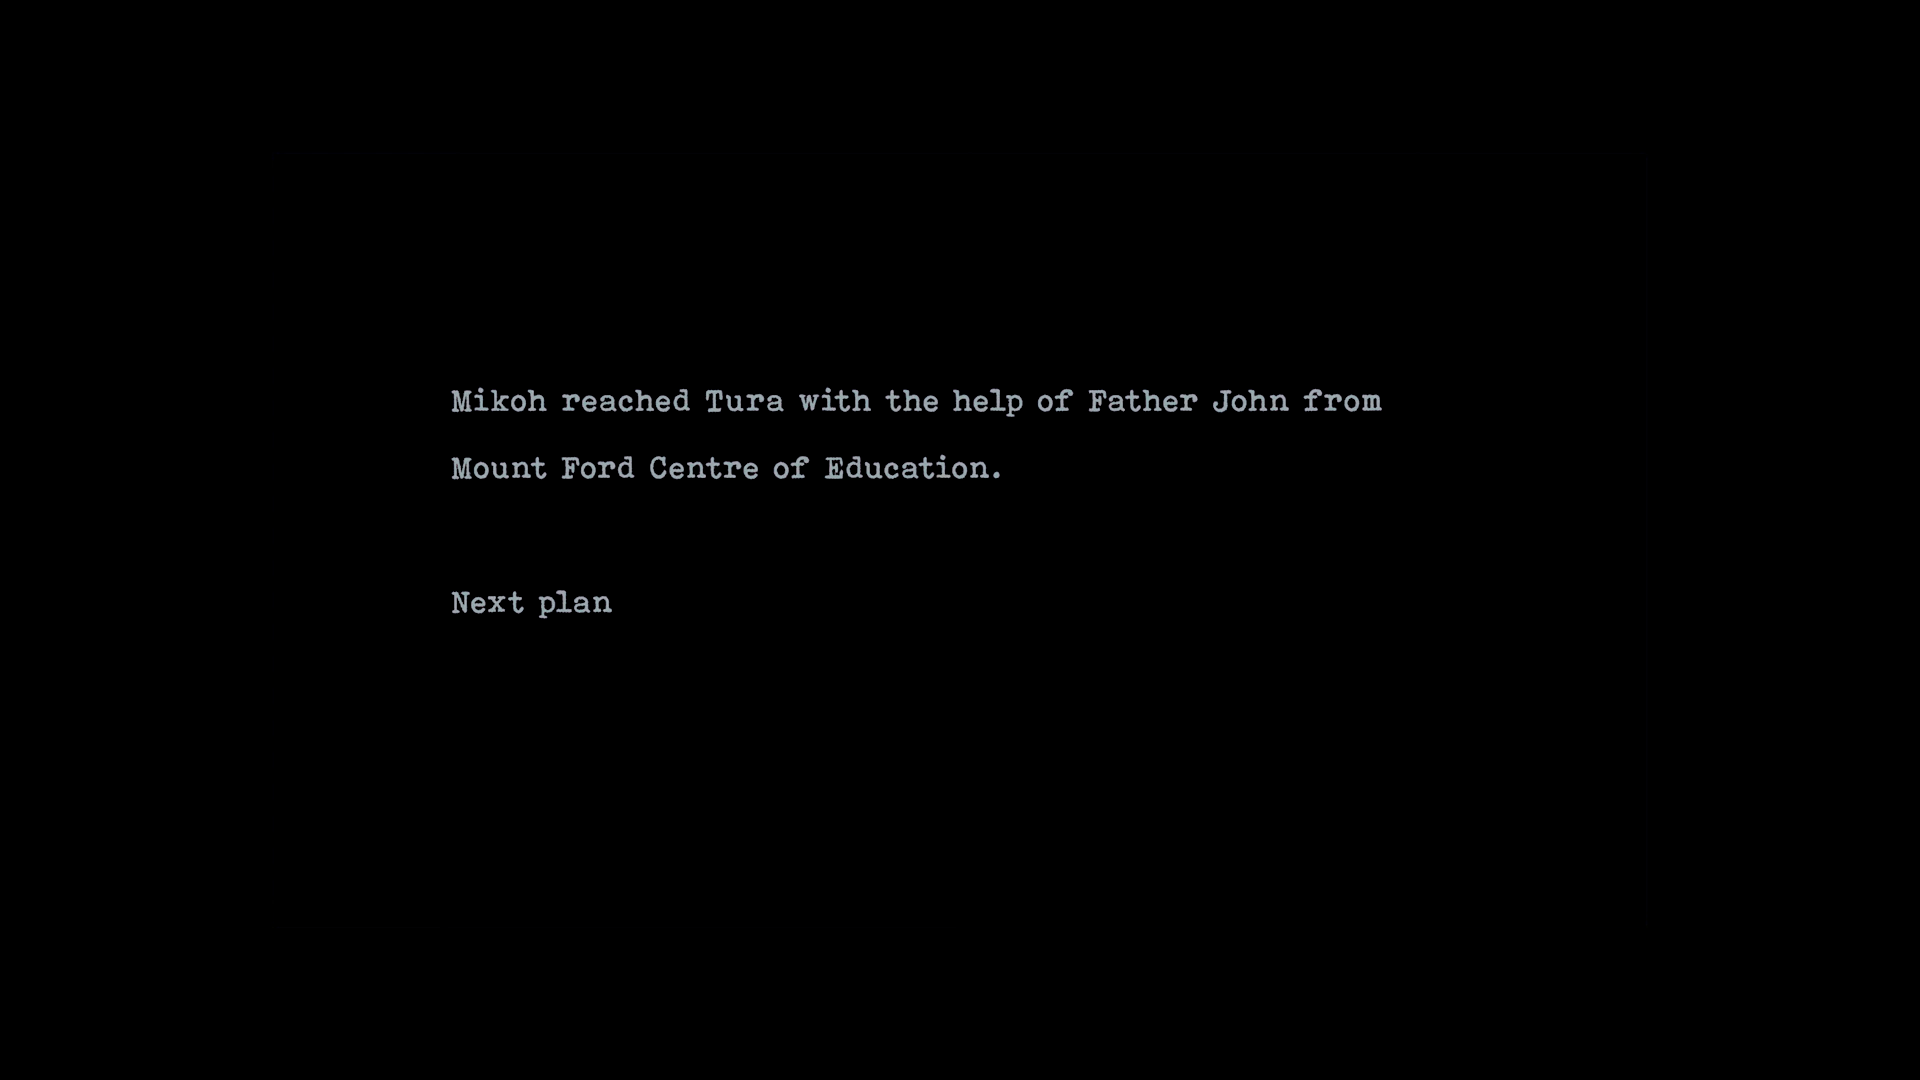 Mikoh reached Tura with the help of Father John from
Mount Ford Centre of Education.
Next plan